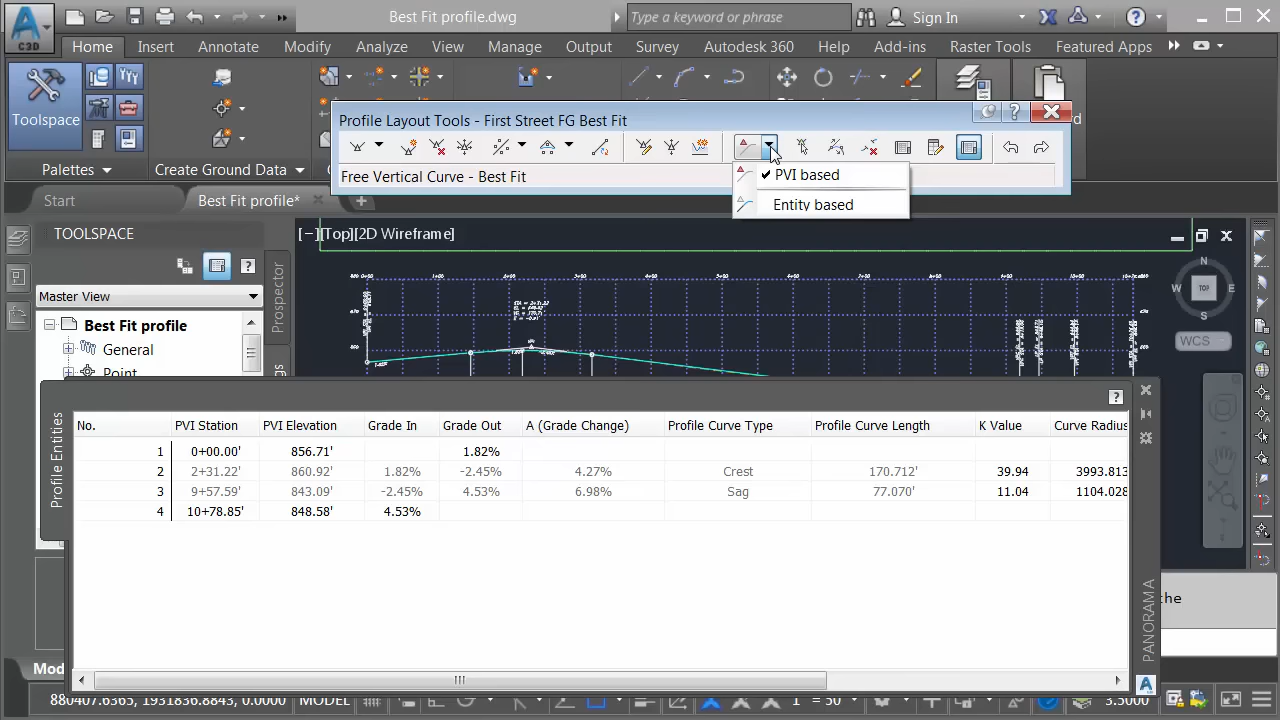 C3D
Best Fit profile.dwg
Type a keyword or phrase
Sign In
Home Insert Annotate Modify Analyze View Manage Output Survey Autodesk 360 Help Add-ins Raster Tools Featured Apps
Toolspace
Palettes
Create Ground Data
Profile Layout Tools - First Street FG Best Fit
Free Vertical Curve - Best Fit
PVI based
Entity based
Start
Best Fit profile*
TOOLSPACE
Master View
Best Fit profile
General
Point
Prospector
[−][Top][2D Wireframe]
N
W TOP E
S
WCS
Profile Entities
No. PVI Station PVI Elevation Grade In Grade Out A (Grade Change) Profile Curve Type Profile Curve Length K Value Curve Radius
1 0+00.00' 856.71' 1.82%
2 2+31.22' 860.92' 1.82% -2.45% 4.27% Crest 170.712' 39.94 3993.813
3 9+57.59' 843.09' -2.45% 4.53% 6.98% Sag 77.070' 11.04 1104.028
4 10+78.85' 848.58' 4.53%
PANORAMA
the
Mod
880407.6365, 1931836.8843, 0.0000 MODEL
1" = 50'
3.5000